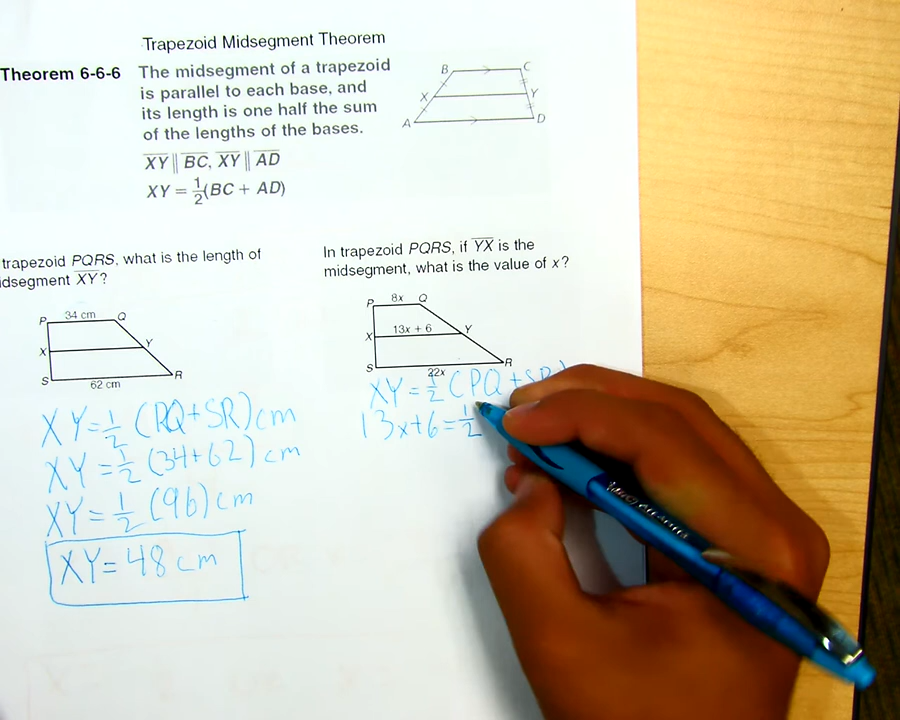 Trapezoid Midsegment Theorem
Theorem 6-6-6
The midsegment of a trapezoid
is parallel to each base, and
its length is one half the sum
of the lengths of the bases.
XY || BC, XY || AD
XY = 1/2(BC + AD)
B
C
X
Y
A
D
trapezoid PQRS, what is the length of
dsegment XY?
34 cm
P
Q
X
Y
S
R
62 cm
XY=1/2 (PQ+SR)cm
XY=1/2 (34+62) cm
XY=1/2 (96) cm
XY=48 cm
In trapezoid PQRS, if YX is the
midsegment, what is the value of x?
8x
P
Q
13x + 6
X
Y
S
R
22x
XY=1/2 (PQ+SR)
13x+6=1/2